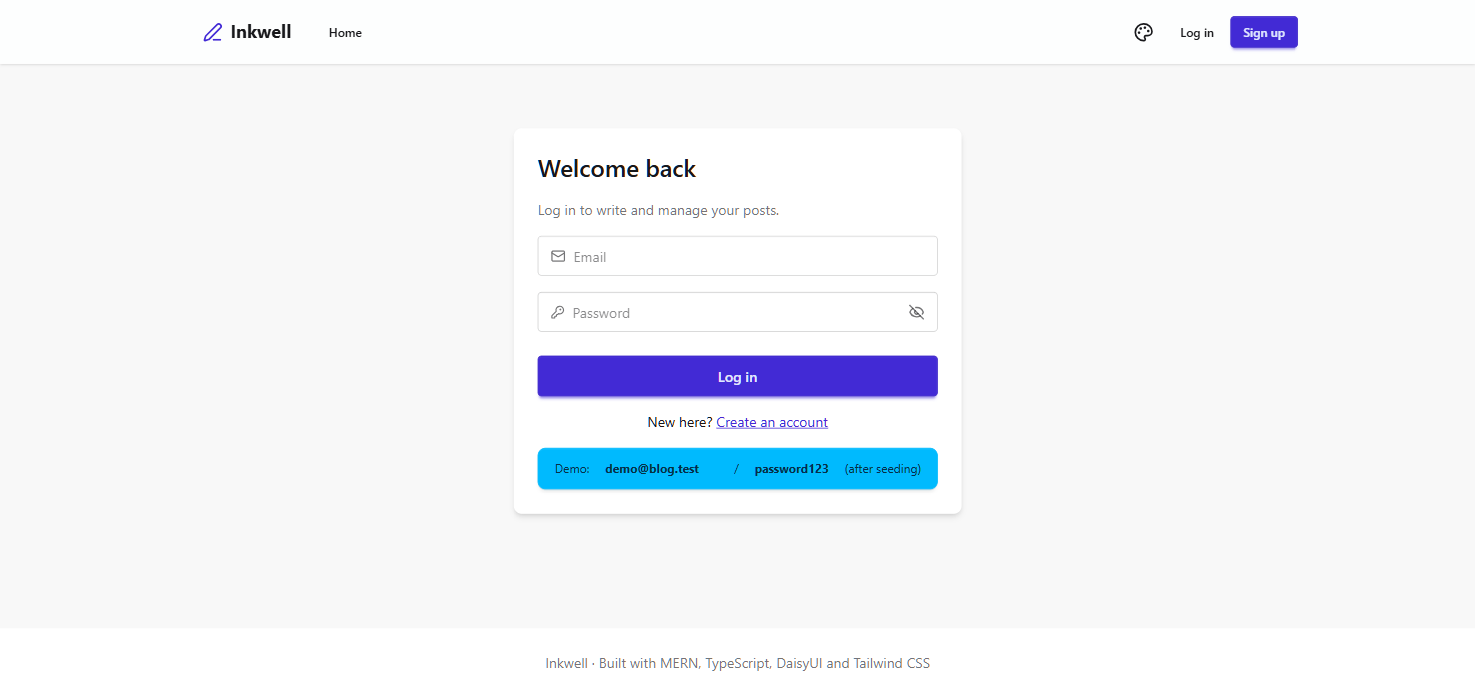 Inkwell Home Log in Sign up
Welcome back
Log in to write and manage your posts.
Email
Password
Log in
New here? Create an account
Demo: demo@blog.test / password123 (after seeding)
Inkwell · Built with MERN, TypeScript, DaisyUI and Tailwind CSS